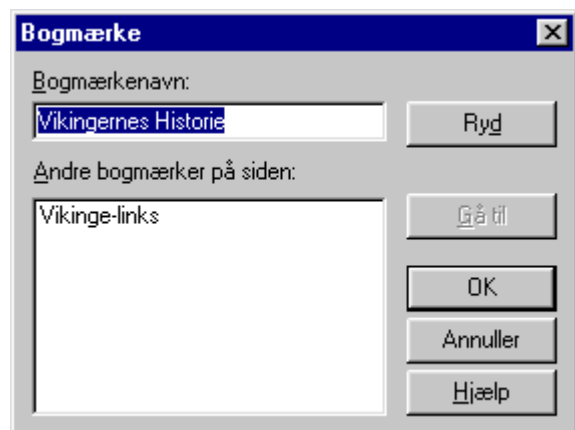 Bogmærke
Bogmærkenavn:
Vikingernes Historie
Ryd
Andre bogmærker på siden:
Vikinge-links
Gå til
OK
Annuller
Hjælp